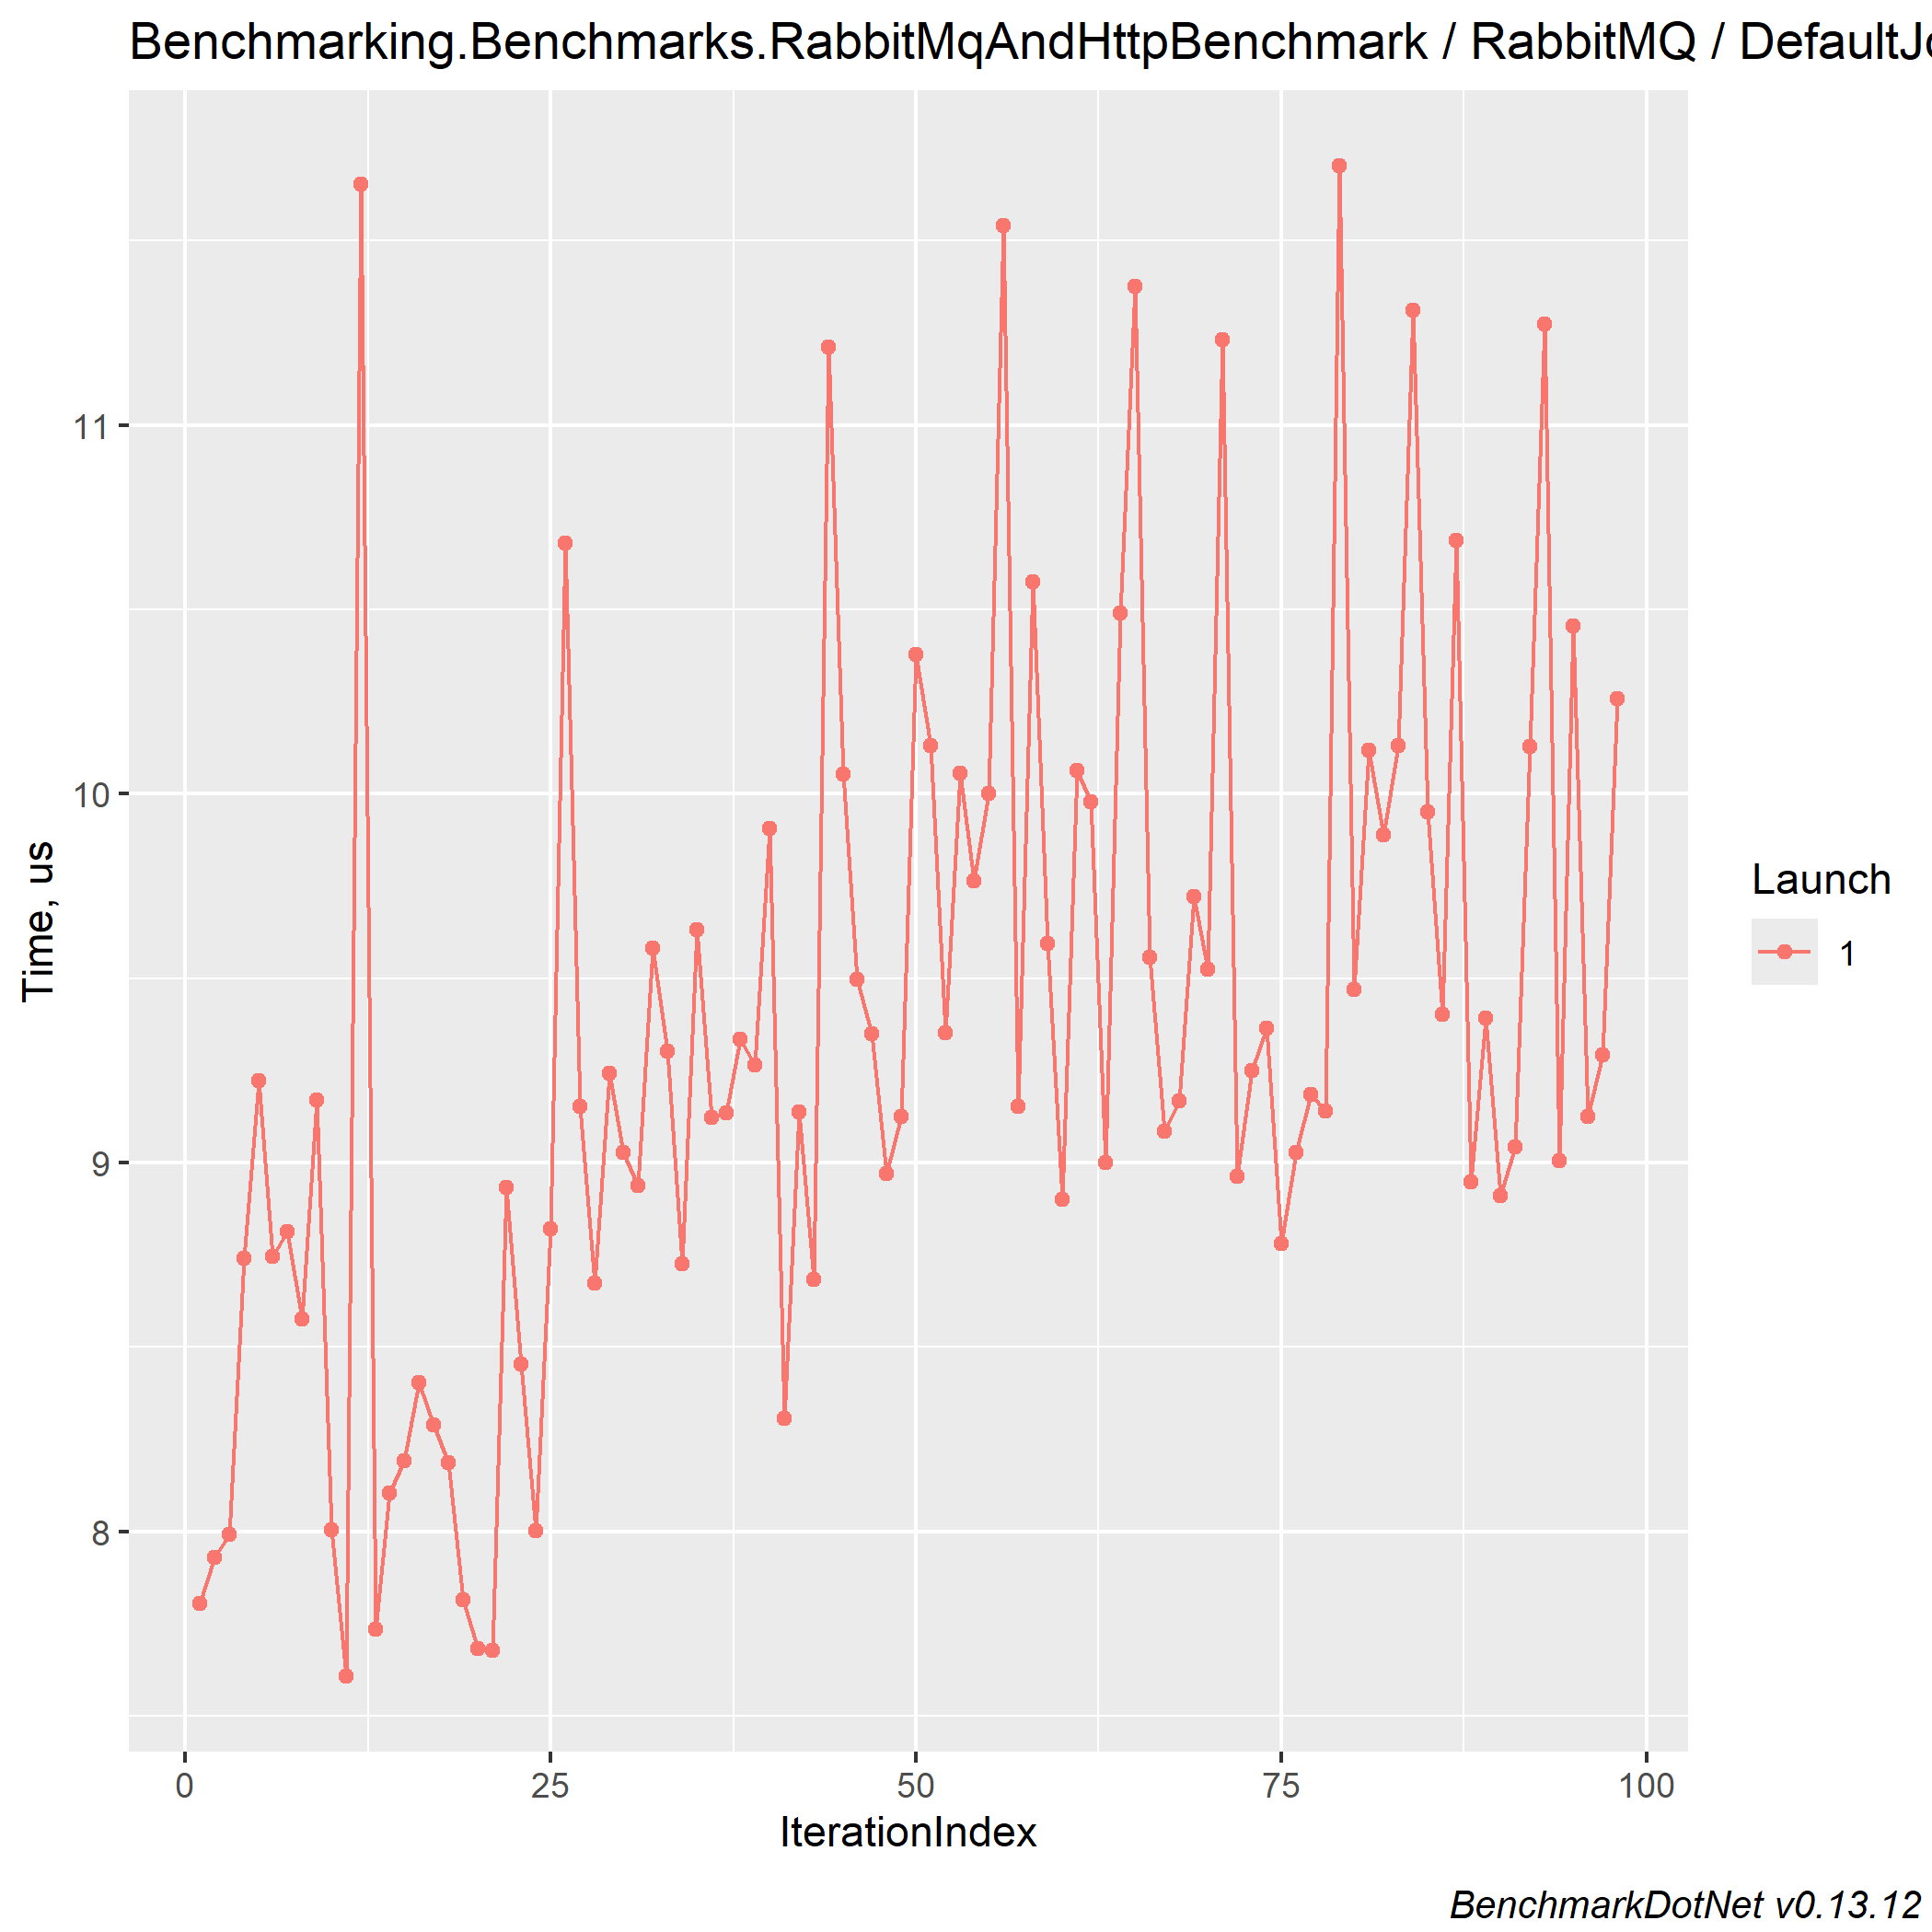 Benchmarking.Benchmarks.RabbitMqAndHttpBenchmark / RabbitMQ / DefaultJo
11
10
9
8
Time, us
0 25 50 75 100
IterationIndex
Launch
1
BenchmarkDotNet v0.13.12